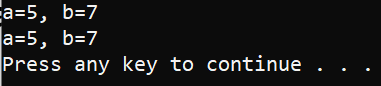 a=5, b=7
a=5, b=7
Press any key to continue . . .